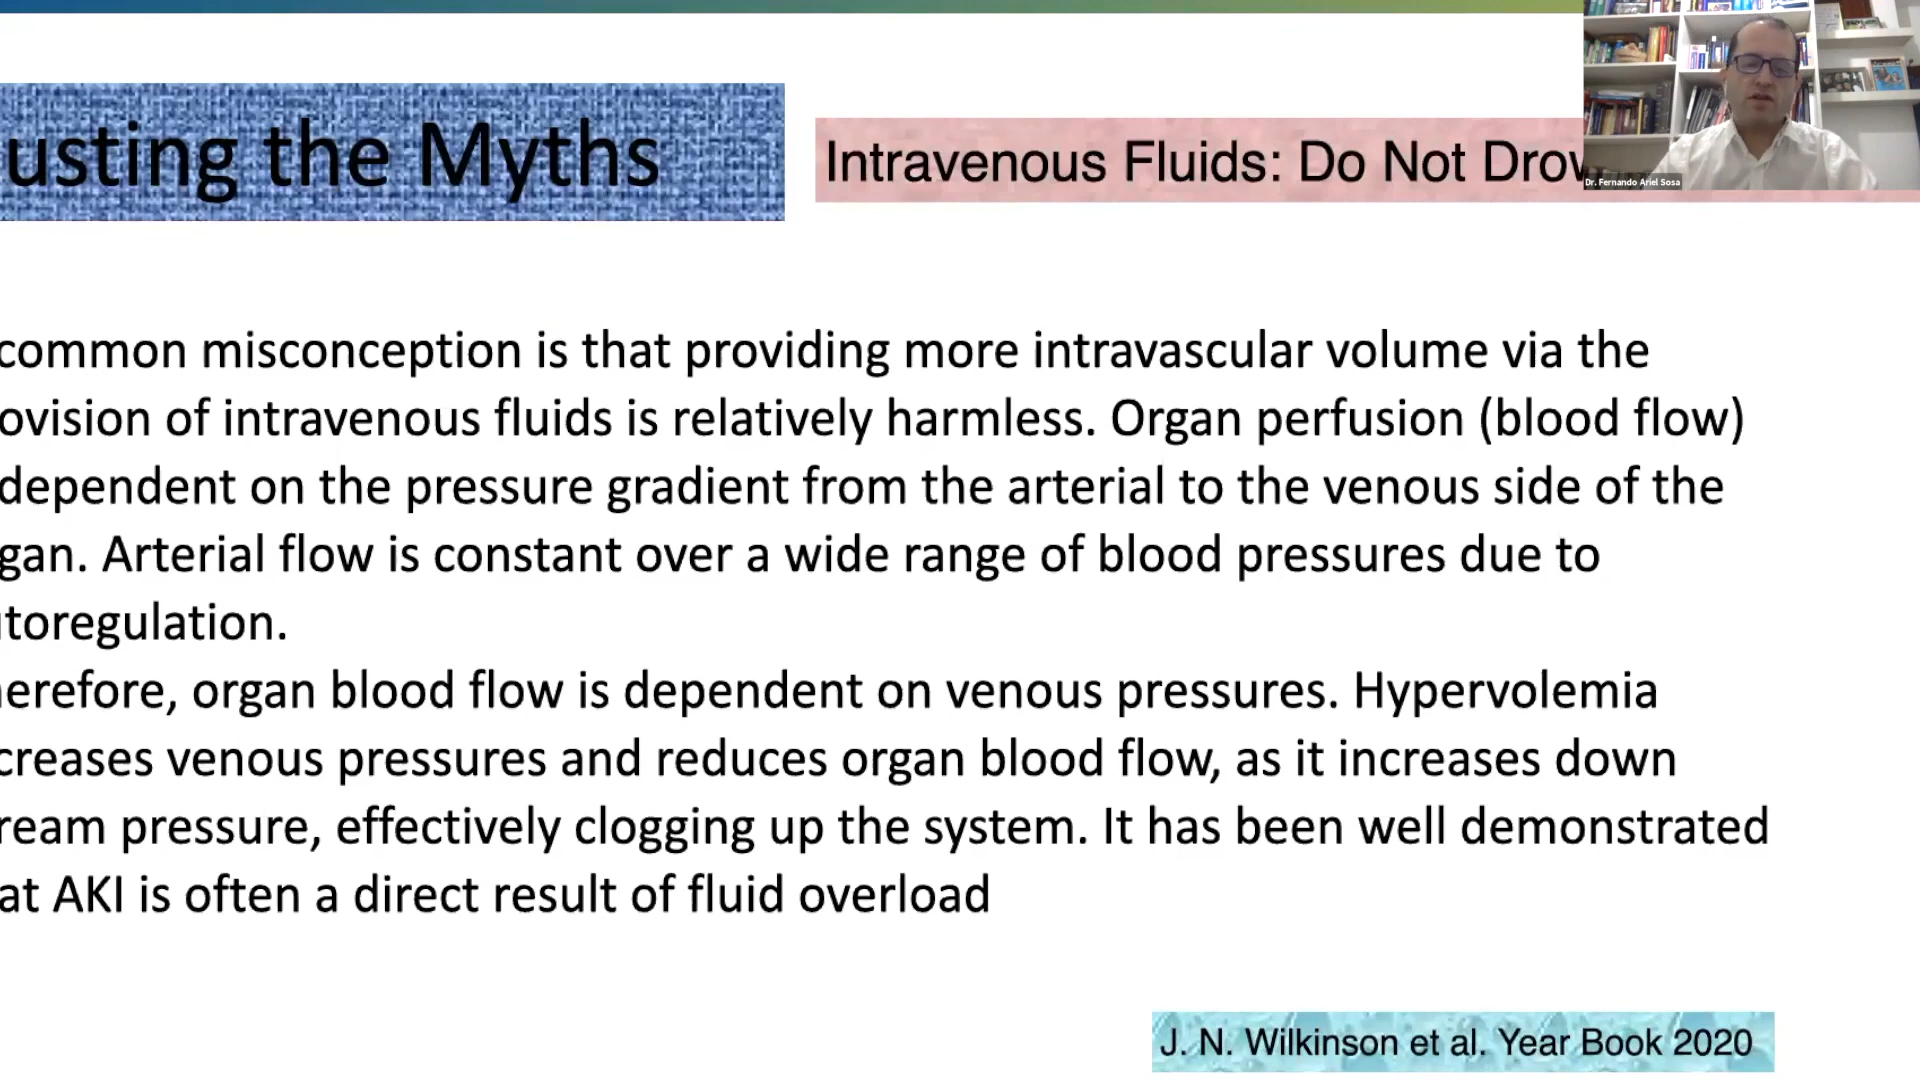 usting the Myths
Intravenous Fluids: Do Not Drow
Dr. Fernando Ariel Sosa
common misconception is that providing more intravascular volume via the
ovision of intravenous fluids is relatively harmless. Organ perfusion (blood flow)
dependent on the pressure gradient from the arterial to the venous side of the
gan. Arterial flow is constant over a wide range of blood pressures due to
toregulation.
erefore, organ blood flow is dependent on venous pressures. Hypervolemia
creases venous pressures and reduces organ blood flow, as it increases down
ream pressure, effectively clogging up the system. It has been well demonstrated
at AKI is often a direct result of fluid overload
J. N. Wilkinson et al. Year Book 2020